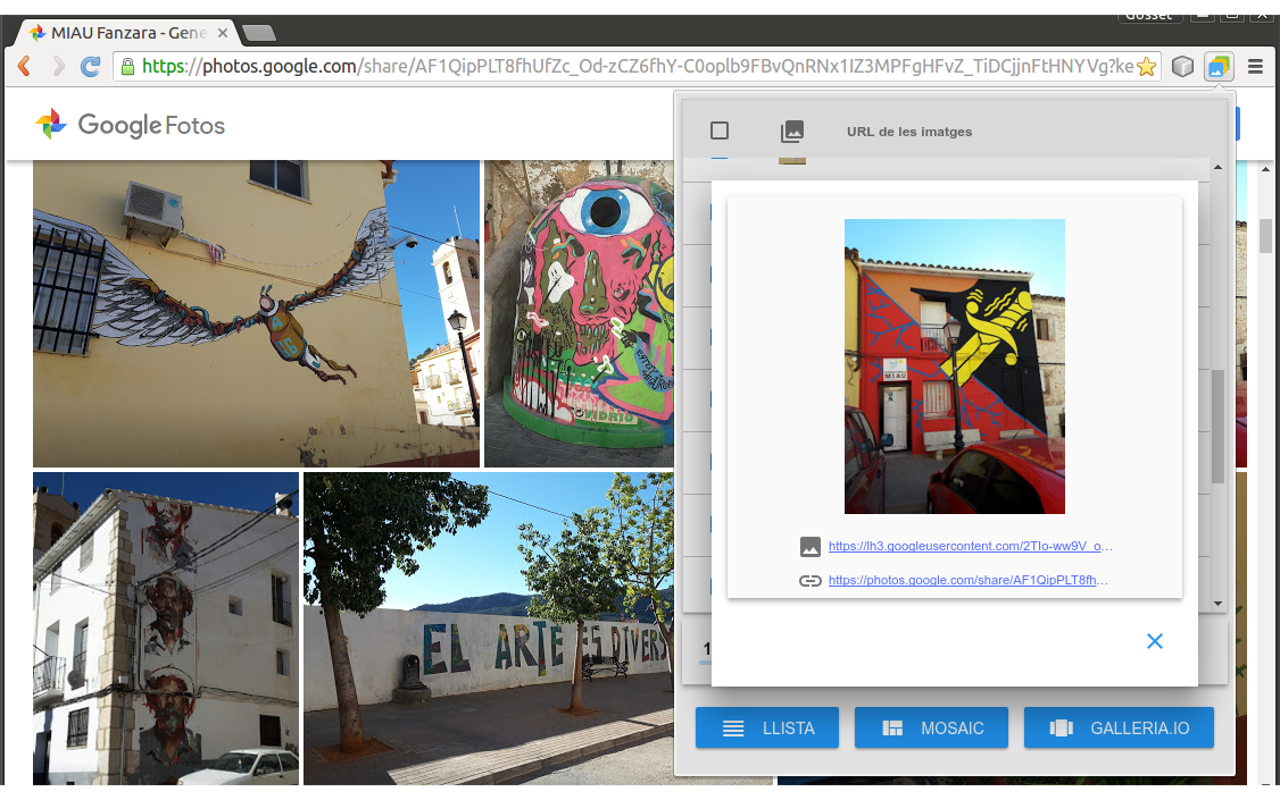 Gosset
MIAU Fanzara - Gene
https://photos.google.com/share/AF1QipPLT8fhUfZc_Od-zCZ6fhY-C0oplb9FBvQnRNx1IZ3MPFgHFvZ_TiDCjjnFtHNYVg?ke
Google Fotos
URL de les imatges
MIAU
VIDRIO
EL ARTE ES DIVERS
https://lh3.googleusercontent.com/2TIo-ww9V_o...
https://photos.google.com/share/AF1QipPLT8fh...
1
LLISTA
MOSAIC
GALLERIA.IO